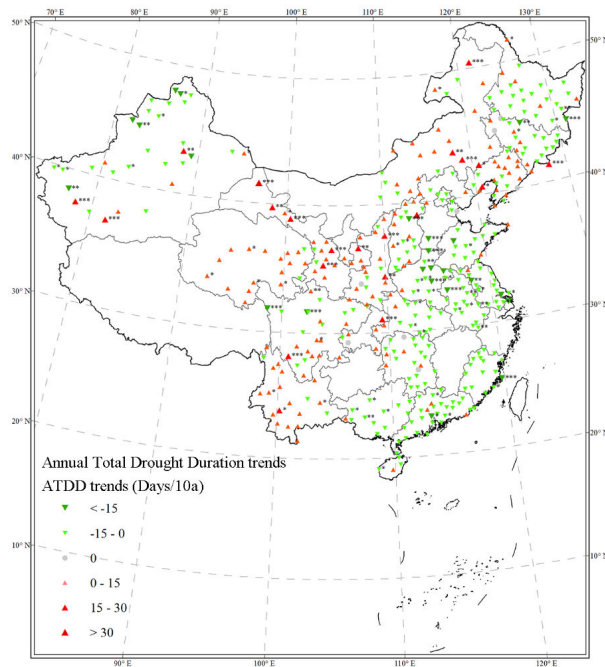 70° E 80° E 90° E 100° E 110° E 120° E 130° E
50° N 50° N
40° N 40° N
30° N 30° N
20° N 20° N
Annual Total Drought Duration trends
ATDD trends (Days/10a)
< -15
-15 - 0
0
10° N 10° N
0 - 15
15 - 30
> 30
90° E 100° E 110° E 120° E